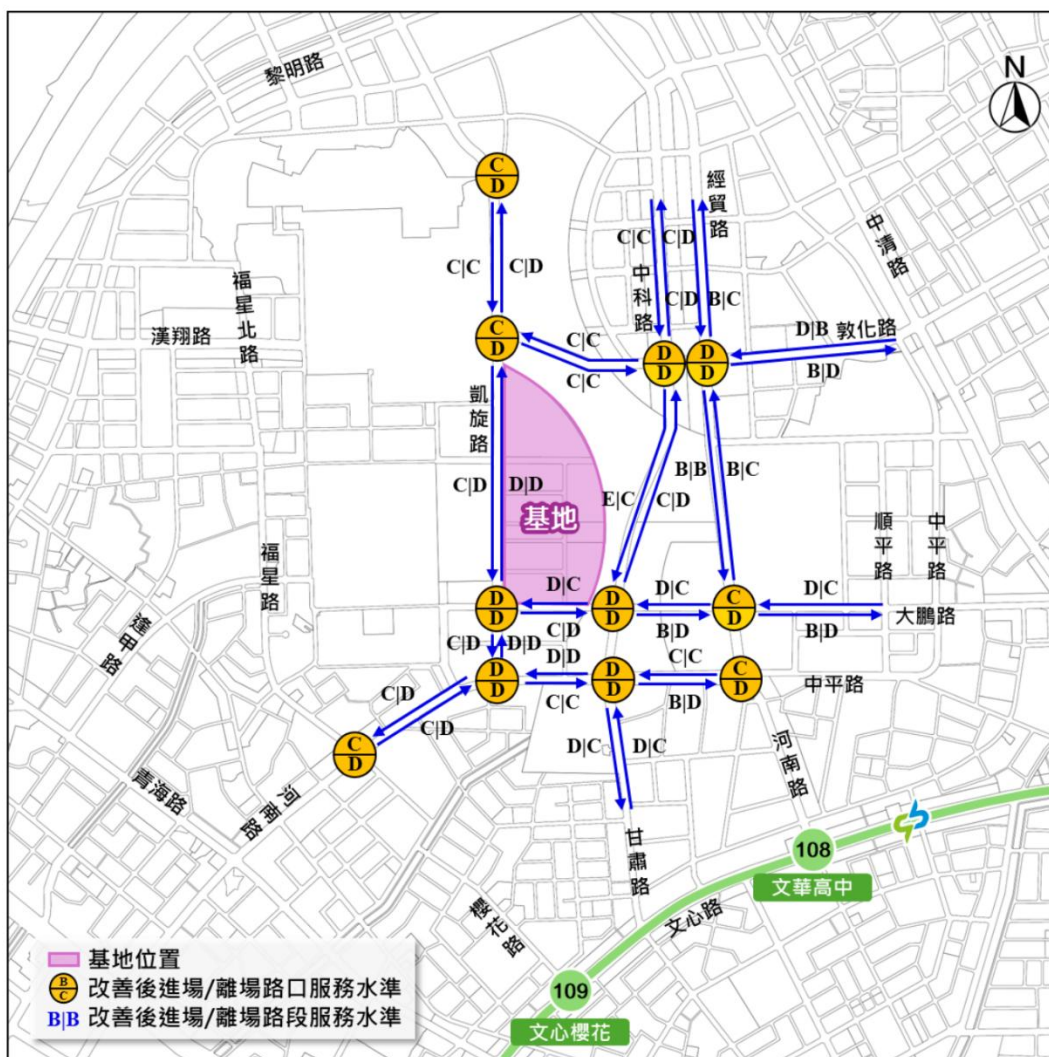 N
黎明路
C
D
經貿路
中清路
C|C
C|D
C|C
C|D
福星北路
中科路
C|D
B|C
漢翔路
C
D
C|C
C|C
D
D
D
D
D|B
敦化路
B|D
凱旋路
C|D
D|D
基地
E|C
C|D
B|B
B|C
順平路
中平路
福星路
D
D
D|C
C|D
D
D
D|C
B|D
C
D
D|C
B|D
大鵬路
逢甲路
C|D
D|D
D
D
D|D
C|C
D
D
C|C
B|D
C
D
中平路
C|D
C|D
C
D
D|C
D|C
河南路
青海路
河南路
甘肅路
108
文華高中
文心路
櫻花路
109
文心櫻花
基地位置
B
C
改善後進場/離場路口服務水準
B|B 改善後進場/離場路段服務水準